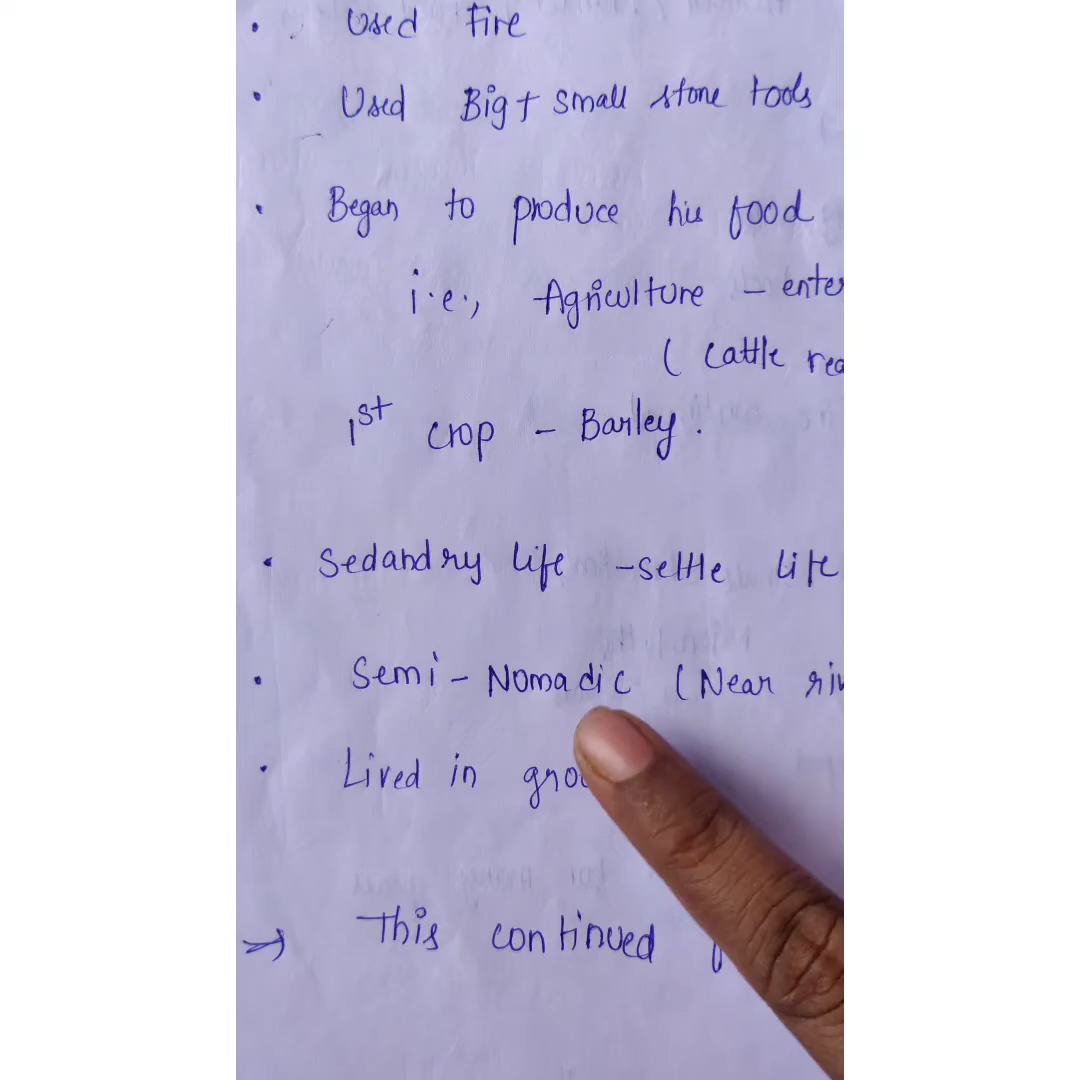 Used Fire
Used Big + small stone tools
Began to produce his food
i.e., Agriculture - enter
( Cattle rea
1st crop - Barley.
Sedandry life - settle life
Semi - Nomadic ( Near riv
Lived in grou
This continued